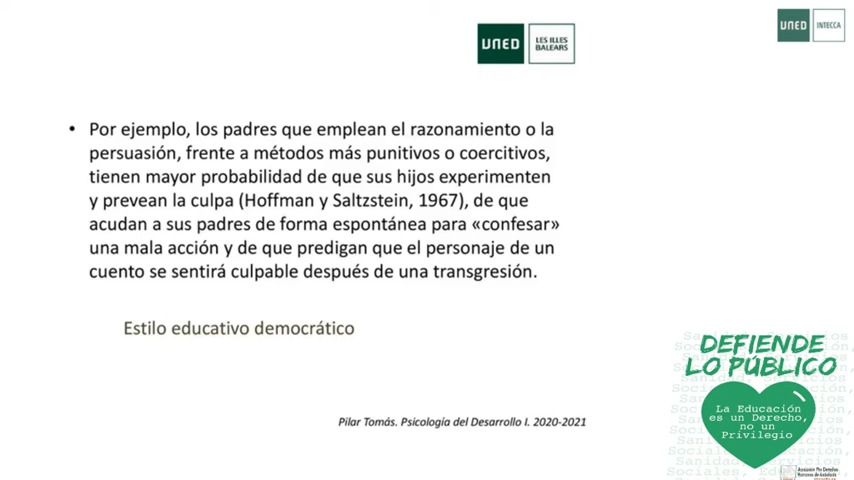 UNED
LES ILLES
BALEARS
UNED
INTECCA
• Por ejemplo, los padres que emplean el razonamiento o la
persuasión, frente a métodos más punitivos o coercitivos,
tienen mayor probabilidad de que sus hijos experimenten
y prevean la culpa (Hoffman y Saltzstein, 1967), de que
acudan a sus padres de forma espontánea para «confesar»
una mala acción y de que predigan que el personaje de un
cuento se sentirá culpable después de una transgresión.
Estilo educativo democrático
Pilar Tomás. Psicología del Desarrollo I. 2020-2021
DEFIENDE
LO PÚBLICO
La Educación
es un Derecho,
no un
Privilegio